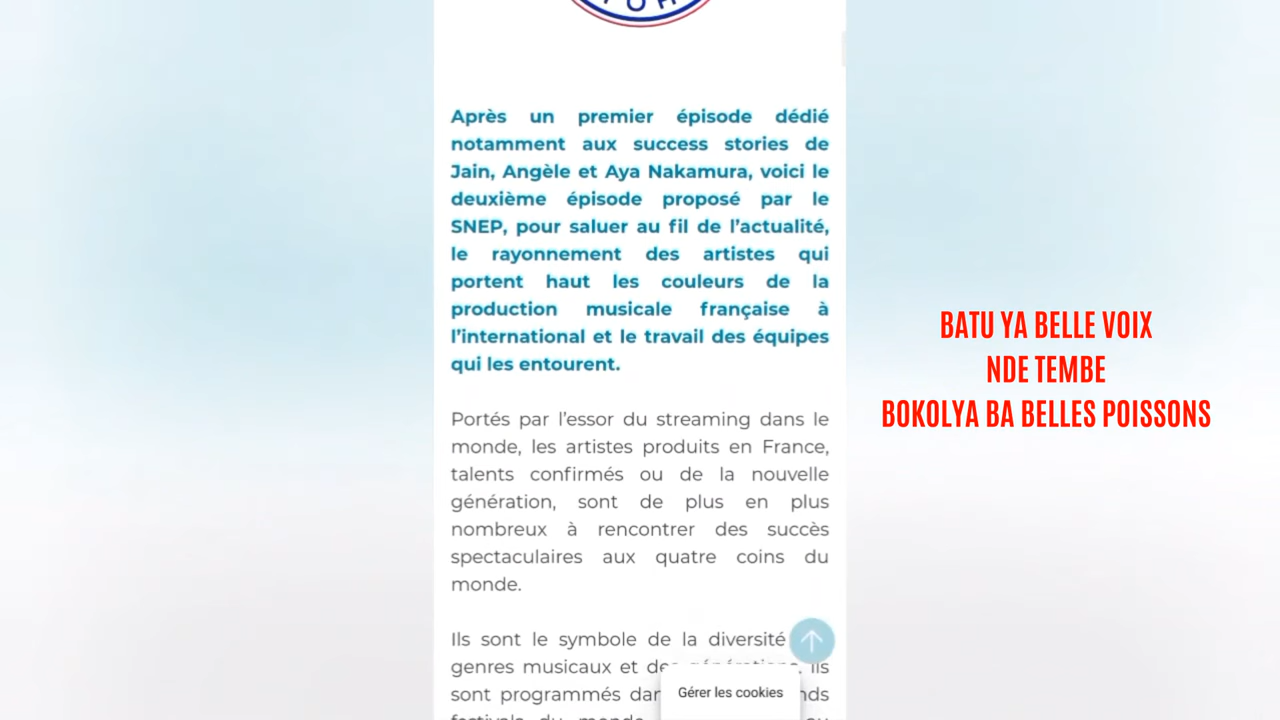 Après un premier épisode dédié
notamment aux success stories de
Jain, Angèle et Aya Nakamura, voici le
deuxième épisode proposé par le
SNEP, pour saluer au fil de l’actualité,
le rayonnement des artistes qui
portent haut les couleurs de la
production musicale française à
l’international et le travail des équipes
qui les entourent.
Portés par l’essor du streaming dans le
monde, les artistes produits en France,
talents confirmés ou de la nouvelle
génération, sont de plus en plus
nombreux à rencontrer des succès
spectaculaires aux quatre coins du
monde.
Ils sont le symbole de la diversité
genres musicaux et des générations. Ils
sont programmés
festivals du monde
Gérer les cookies
BATU YA BELLE VOIX
NDE TEMBE
BOKOLYA BA BELLES POISSONS